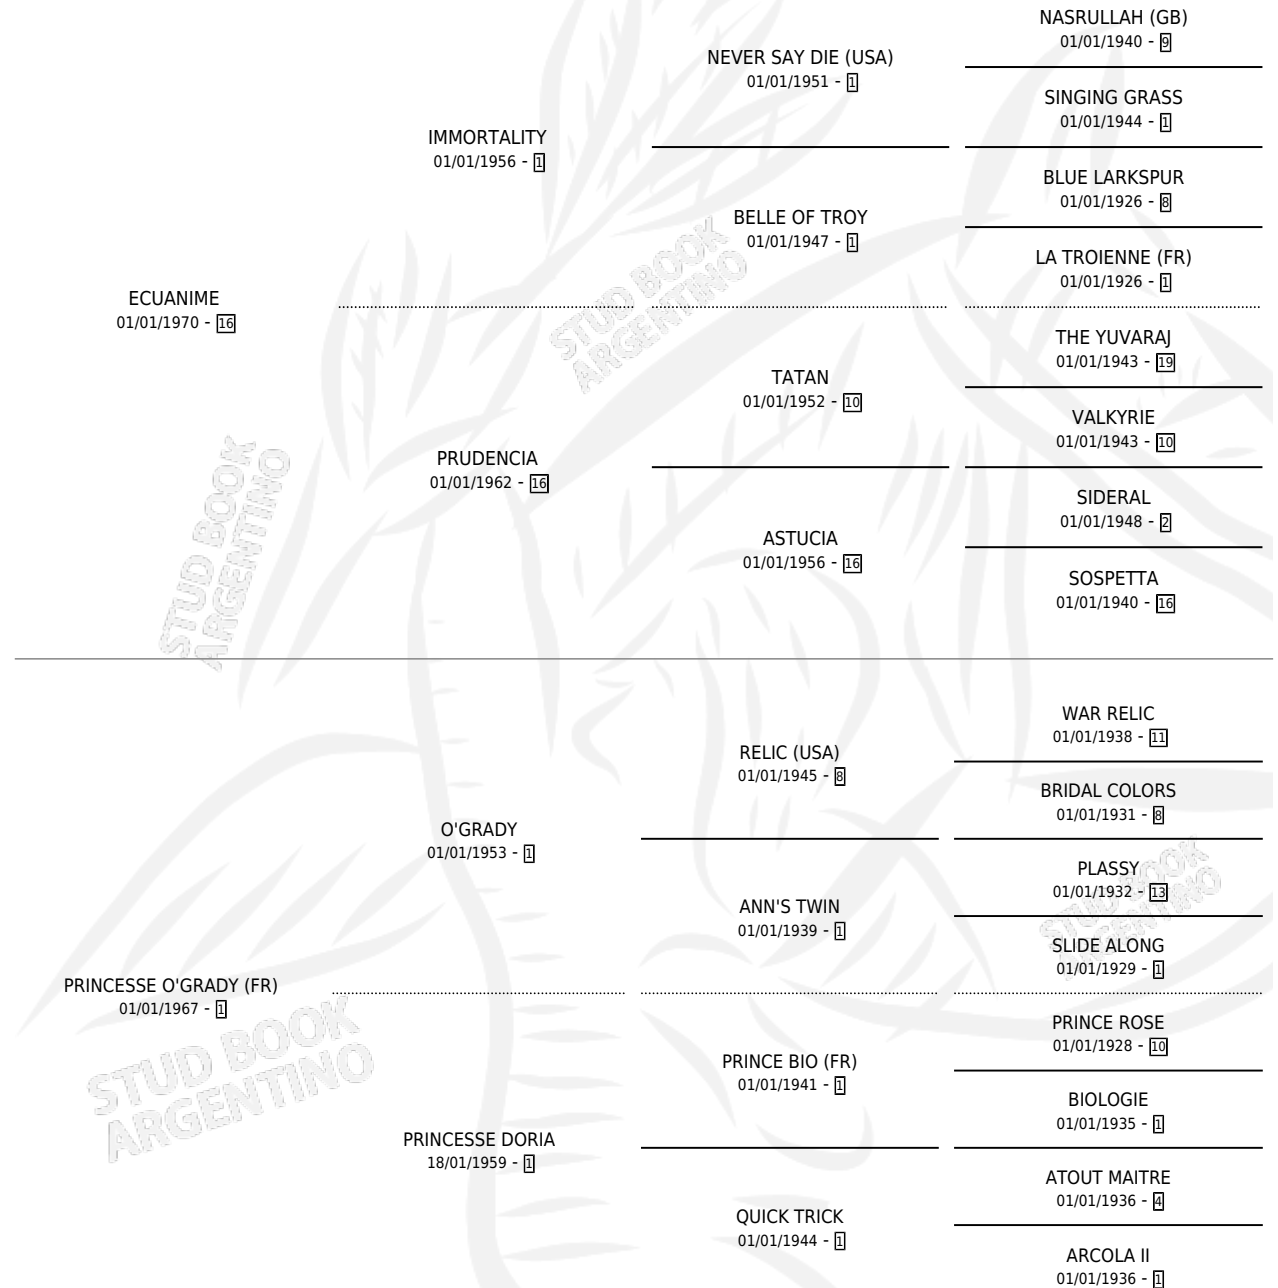 NASRULLAH (GB)
01/01/1940 - 9
NEVER SAY DIE (USA)
01/01/1951 - 1
SINGING GRASS
01/01/1944 - 1
IMMORTALITY
01/01/1956 - 1
BLUE LARKSPUR
01/01/1926 - 8
BELLE OF TROY
01/01/1947 - 1
LA TROIENNE (FR)
01/01/1926 - 1
ECUANIME
01/01/1970 - 16
STUD BOOK
ARGENTINO
THE YUVARAJ
01/01/1943 - 19
TATAN
01/01/1952 - 10
VALKYRIE
01/01/1943 - 10
PRUDENCIA
01/01/1962 - 16
SIDERAL
01/01/1948 - 2
ASTUCIA
01/01/1956 - 16
SOSPETTA
01/01/1940 - 16
STUD BOOK
ARGENTINO
WAR RELIC
01/01/1938 - 11
RELIC (USA)
01/01/1945 - 8
BRIDAL COLORS
01/01/1931 - 8
O'GRADY
01/01/1953 - 1
PLASSY
01/01/1932 - 13
ANN'S TWIN
01/01/1939 - 1
STUD BOOK
ARGENTINO
SLIDE ALONG
01/01/1929 - 1
PRINCESSE O'GRADY (FR)
01/01/1967 - 1
PRINCE ROSE
01/01/1928 - 10
STUD BOOK
ARGENTINO
PRINCE BIO (FR)
01/01/1941 - 1
BIOLOGIE
01/01/1935 - 1
PRINCESSE DORIA
18/01/1959 - 1
ATOUT MAITRE
01/01/1936 - 4
QUICK TRICK
01/01/1944 - 1
ARCOLA II
01/01/1936 - 1